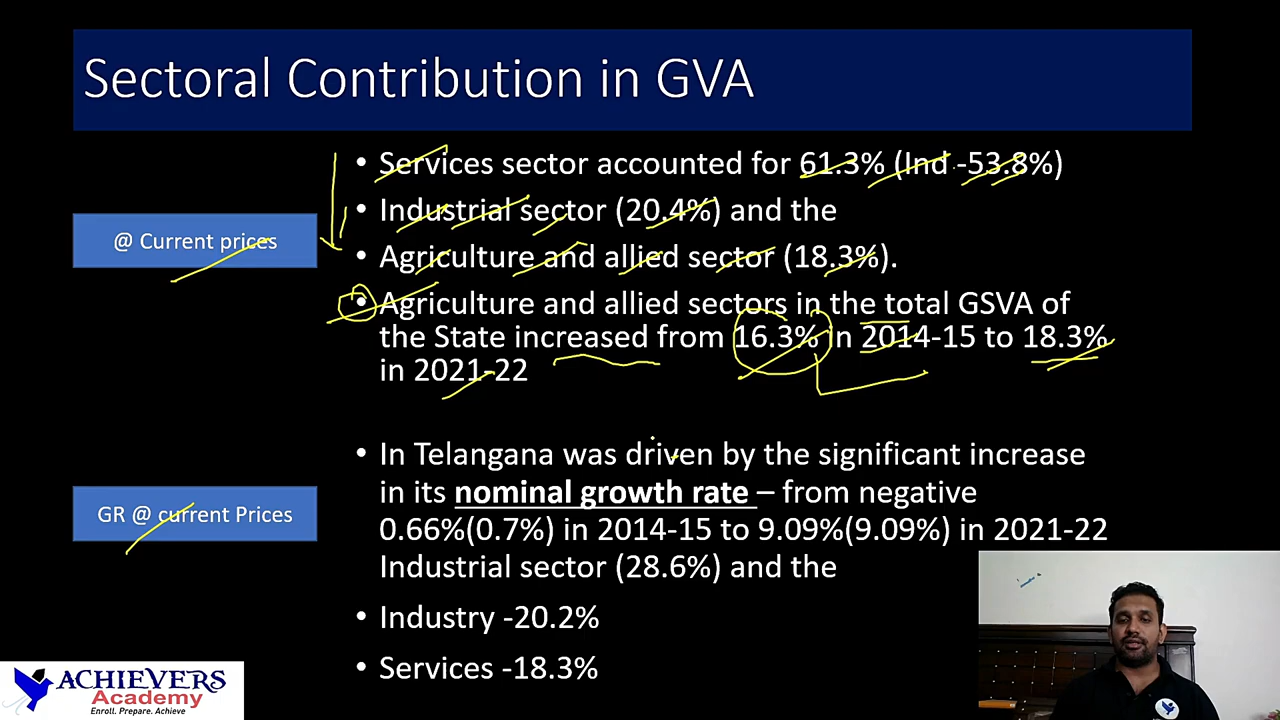 Sectoral Contribution in GVA
@ Current prices
• Services sector accounted for 61.3% (Ind -53.8%)
• Industrial sector (20.4%) and the
• Agriculture and allied sector (18.3%).
• Agriculture and allied sectors in the total GSVA of
the State increased from 16.3% in 2014-15 to 18.3%
in 2021-22
GR @ current Prices
• In Telangana was driven by the significant increase
in its nominal growth rate – from negative
0.66%(0.7%) in 2014-15 to 9.09%(9.09%) in 2021-22
Industrial sector (28.6%) and the
• Industry -20.2%
• Services -18.3%
ACHiEVERS
Academy
Enroll. Prepare. Achieve